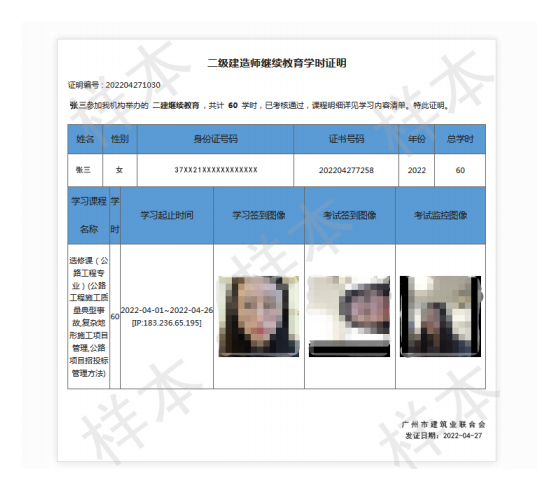 二级建造师继续教育学时证明
证明编号：202204271030
张三参加我机构举办的 二建继续教育 ，共计 60 学时，已考核通过，课程明细详见学习内容清单。特此证明。
姓名 性别 身份证号码 证书号码 年份 总学时
张三 女 37XX21XXXXXXXXXXXX 202204277258 2022 60
学习课程名称 学时 学习起止时间 学习签到图像 考试签到图像 考试监控图像
选修课（公
路工程专
业）(公路
工程施工质
量典型事
故,复杂地
形施工项目
管理,公路
项目招投标
管理方法)
60
2022-04-01~2022-04-26
[IP:183.236.65.195]
广州市建筑业联合会
发证日期：2022-04-27
样本
样本
样本
样本
样本